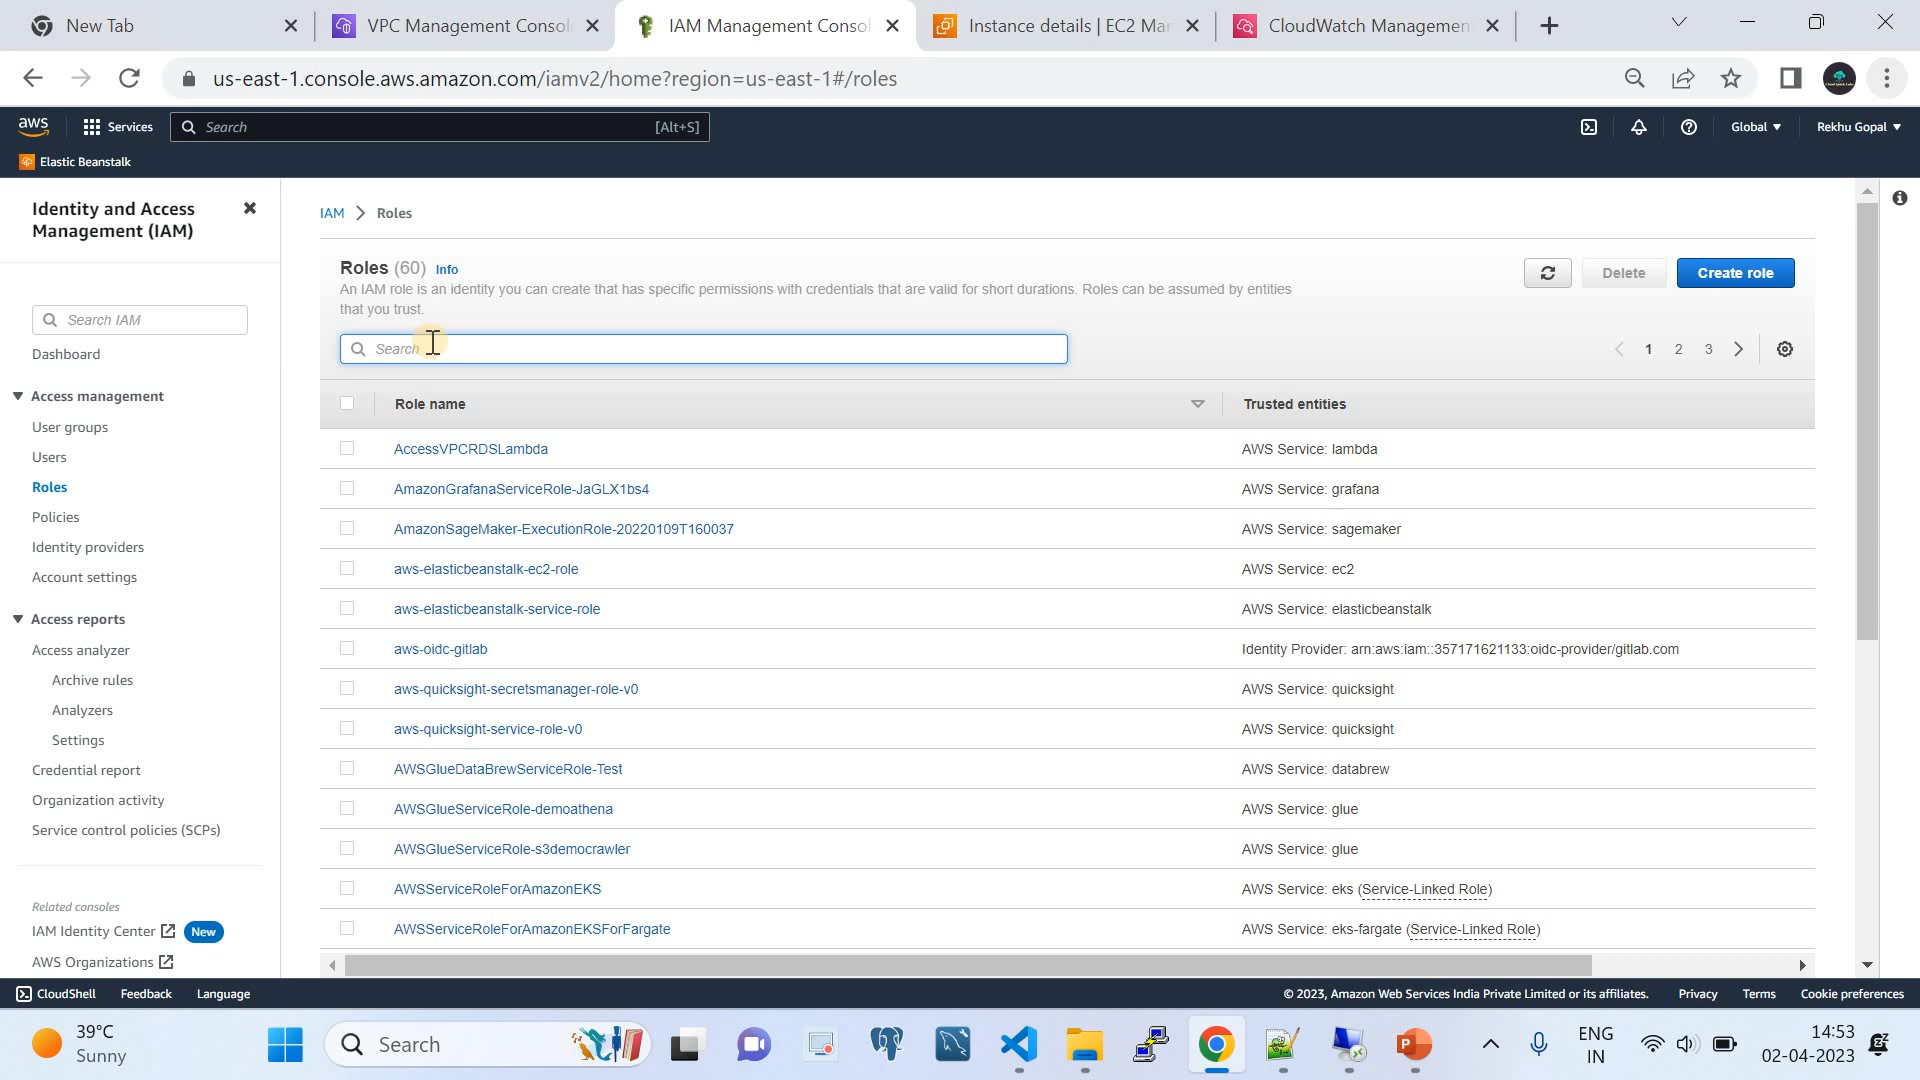 New Tab
VPC Management Consol
IAM Management Consol
Instance details | EC2 Mar
CloudWatch Managemen
us-east-1.console.aws.amazon.com/iamv2/home?region=us-east-1#/roles
aws
Services
Search
[Alt+S]
Global
Rekhu Gopal
Elastic Beanstalk
Identity and Access
Management (IAM)
Search IAM
Dashboard
Access management
User groups
Users
Roles
Policies
Identity providers
Account settings
Access reports
Access analyzer
Archive rules
Analyzers
Settings
Credential report
Organization activity
Service control policies (SCPs)
Related consoles
IAM Identity Center
New
AWS Organizations
IAM
Roles
Roles (60) Info
An IAM role is an identity you can create that has specific permissions with credentials that are valid for short durations. Roles can be assumed by entities
that you trust.
Delete
Create role
Search
1 2 3
Role name Trusted entities
AccessVPCRDSLambda AWS Service: lambda
AmazonGrafanaServiceRole-JaGLX1bs4 AWS Service: grafana
AmazonSageMaker-ExecutionRole-20220109T160037 AWS Service: sagemaker
aws-elasticbeanstalk-ec2-role AWS Service: ec2
aws-elasticbeanstalk-service-role AWS Service: elasticbeanstalk
aws-oidc-gitlab Identity Provider: arn:aws:iam::357171621133:oidc-provider/gitlab.com
aws-quicksight-secretsmanager-role-v0 AWS Service: quicksight
aws-quicksight-service-role-v0 AWS Service: quicksight
AWSGlueDataBrewServiceRole-Test AWS Service: databrew
AWSGlueServiceRole-demoathena AWS Service: glue
AWSGlueServiceRole-s3democrawler AWS Service: glue
AWSServiceRoleForAmazonEKS AWS Service: eks (Service-Linked Role)
AWSServiceRoleForAmazonEKSForFargate AWS Service: eks-fargate (Service-Linked Role)
CloudShell
Feedback
Language
© 2023, Amazon Web Services India Private Limited or its affiliates.
Privacy
Terms
Cookie preferences
39°C
Sunny
Search
ENG
IN
14:53
02-04-2023